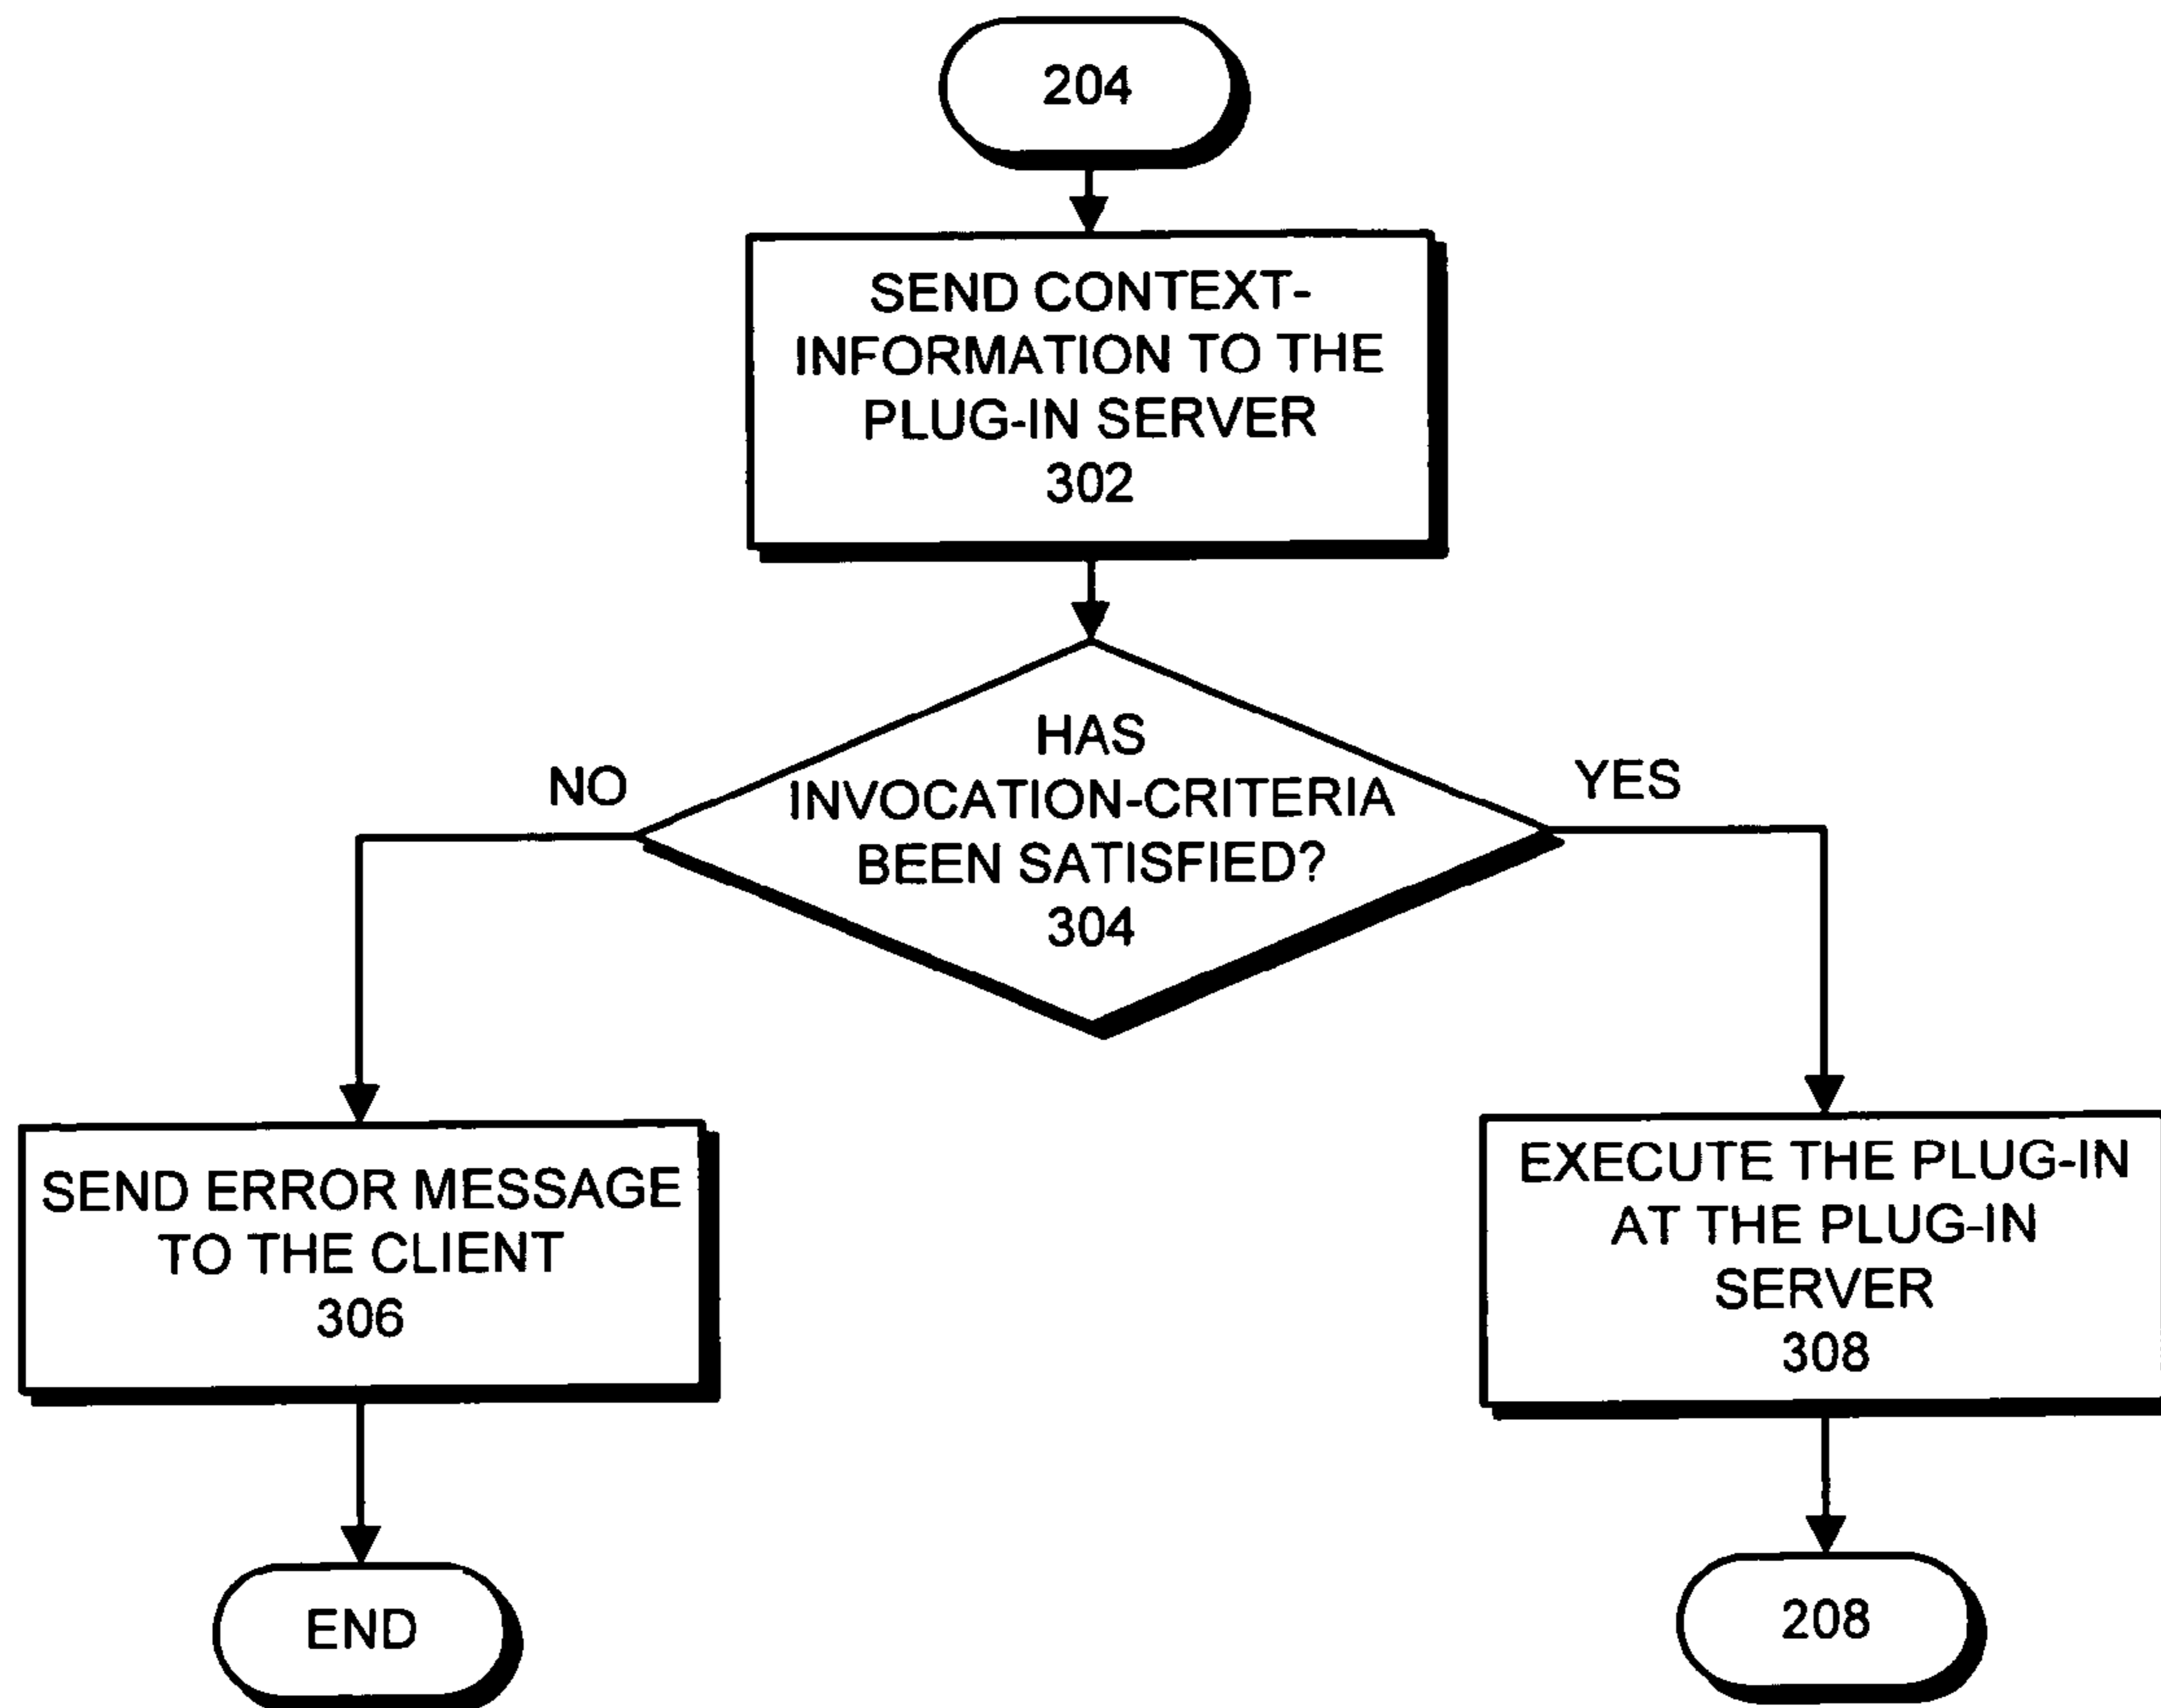 204
SEND CONTEXT-
INFORMATION TO THE
PLUG-IN SERVER
302
HAS
INVOCATION-CRITERIA
BEEN SATISFIED?
304
NO
YES
SEND ERROR MESSAGE
TO THE CLIENT
306
EXECUTE THE PLUG-IN
AT THE PLUG-IN
SERVER
308
END
208